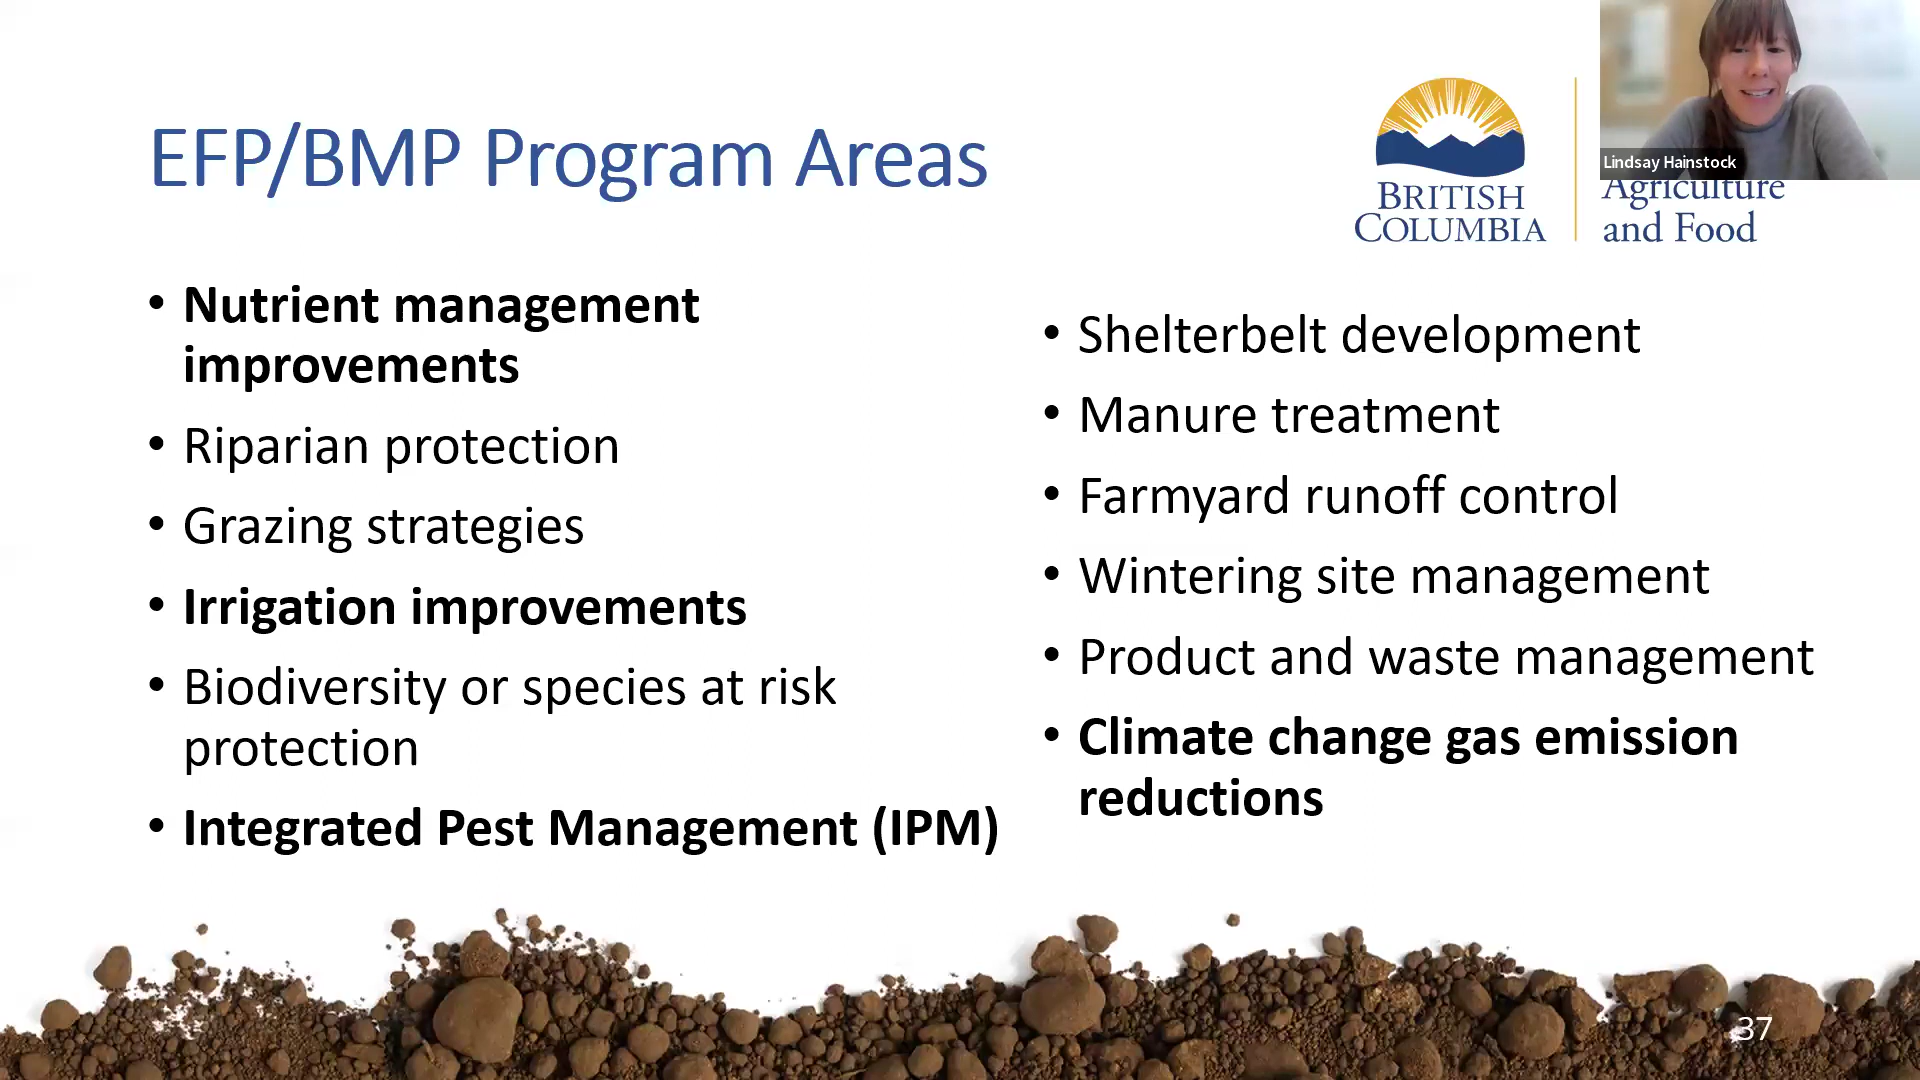 EFP/BMP Program Areas
BRITISH
COLUMBIA
Agriculture
and Food
Lindsay Hainstock
• Nutrient management
improvements
• Riparian protection
• Grazing strategies
• Irrigation improvements
• Biodiversity or species at risk
protection
• Integrated Pest Management (IPM)
• Shelterbelt development
• Manure treatment
• Farmyard runoff control
• Wintering site management
• Product and waste management
• Climate change gas emission
reductions
37